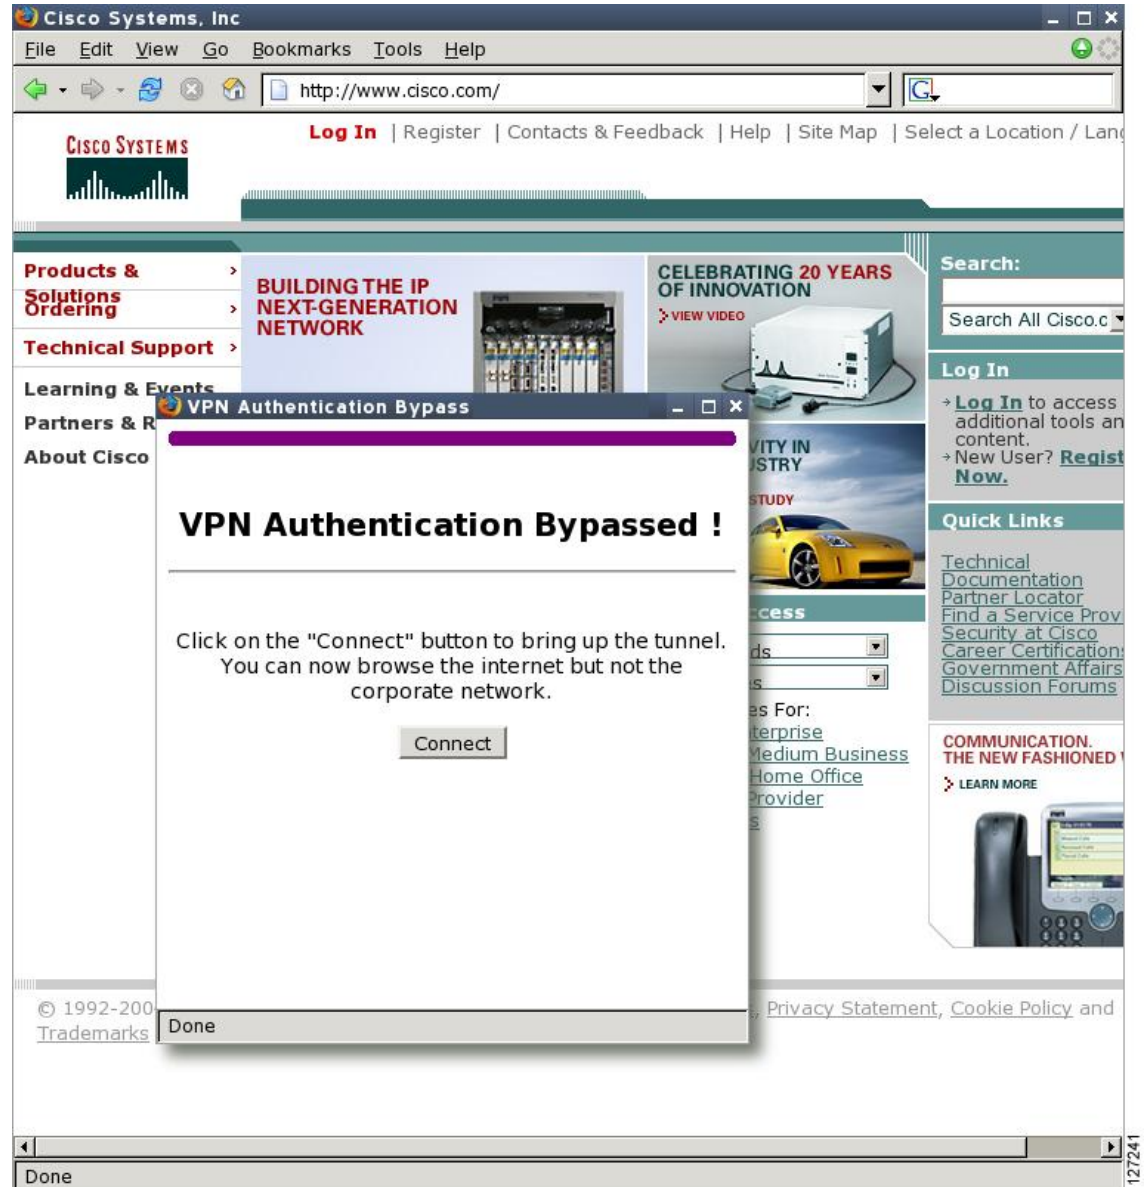 Cisco Systems, Inc
File Edit View Go Bookmarks Tools Help
http://www.cisco.com/
G
CISCO SYSTEMS
Log In | Register | Contacts & Feedback | Help | Site Map | Select a Location / Lang
Products & Solutions
Ordering
Technical Support
Learning & Events
Partners & R
About Cisco
BUILDING THE IP
NEXT-GENERATION
NETWORK
CELEBRATING 20 YEARS
OF INNOVATION
VIEW VIDEO
VITY IN
STRY
STUDY
cess
ds
s
es For:
terprise
Medium Business
Home Office
Provider
s
Search:
Search All Cisco.c
Log In
Log In to access
additional tools an
content.
New User? Regist
Now.
Quick Links
Technical
Documentation
Partner Locator
Find a Service Prov
Security at Cisco
Career Certifications
Government Affairs
Discussion Forums
COMMUNICATION.
THE NEW FASHIONED
LEARN MORE
VPN Authentication Bypass
VPN Authentication Bypassed !
Click on the "Connect" button to bring up the tunnel.
You can now browse the internet but not the
corporate network.
Connect
Done
© 1992-200
Trademarks
, Privacy Statement, Cookie Policy and
Done
127241